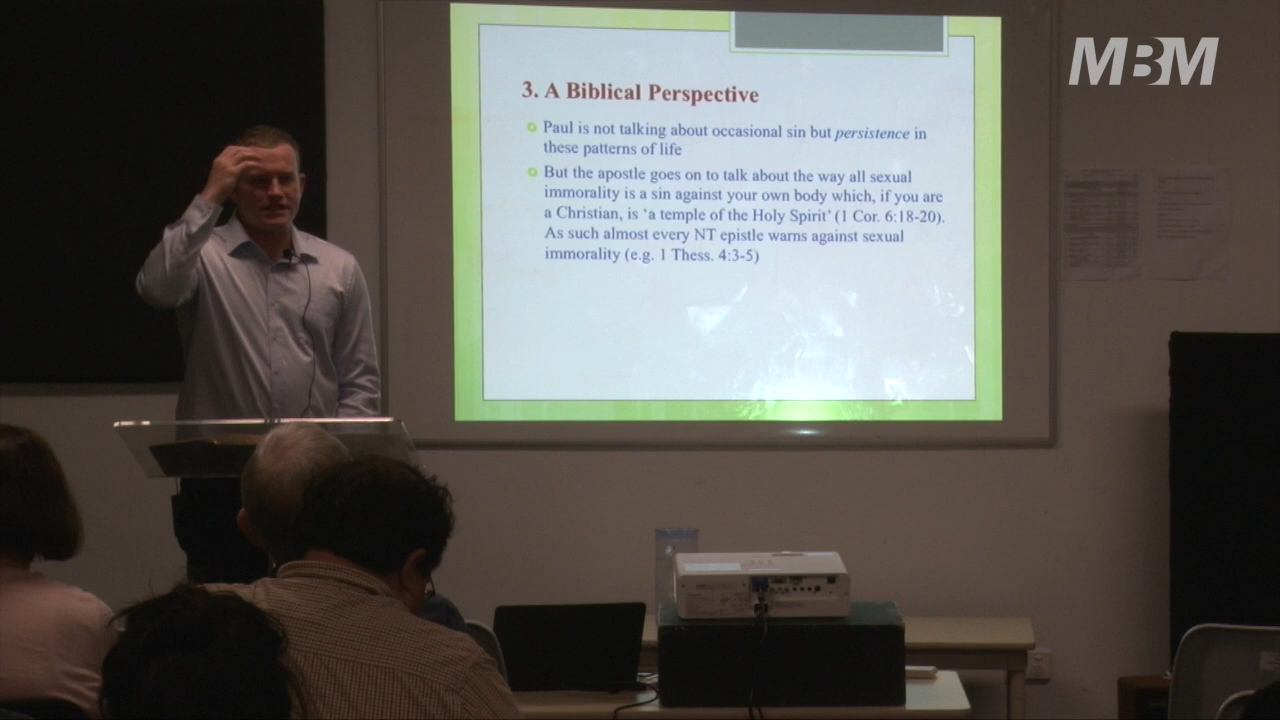 MBM
3. A Biblical Perspective
Paul is not talking about occasional sin but persistence in
these patterns of life
But the apostle goes on to talk about the way all sexual
immorality is a sin against your own body which, if you are
a Christian, is ‘a temple of the Holy Spirit’ (1 Cor. 6:18-20).
As such almost every NT epistle warns against sexual
immorality (e.g. 1 Thess. 4:3-5)